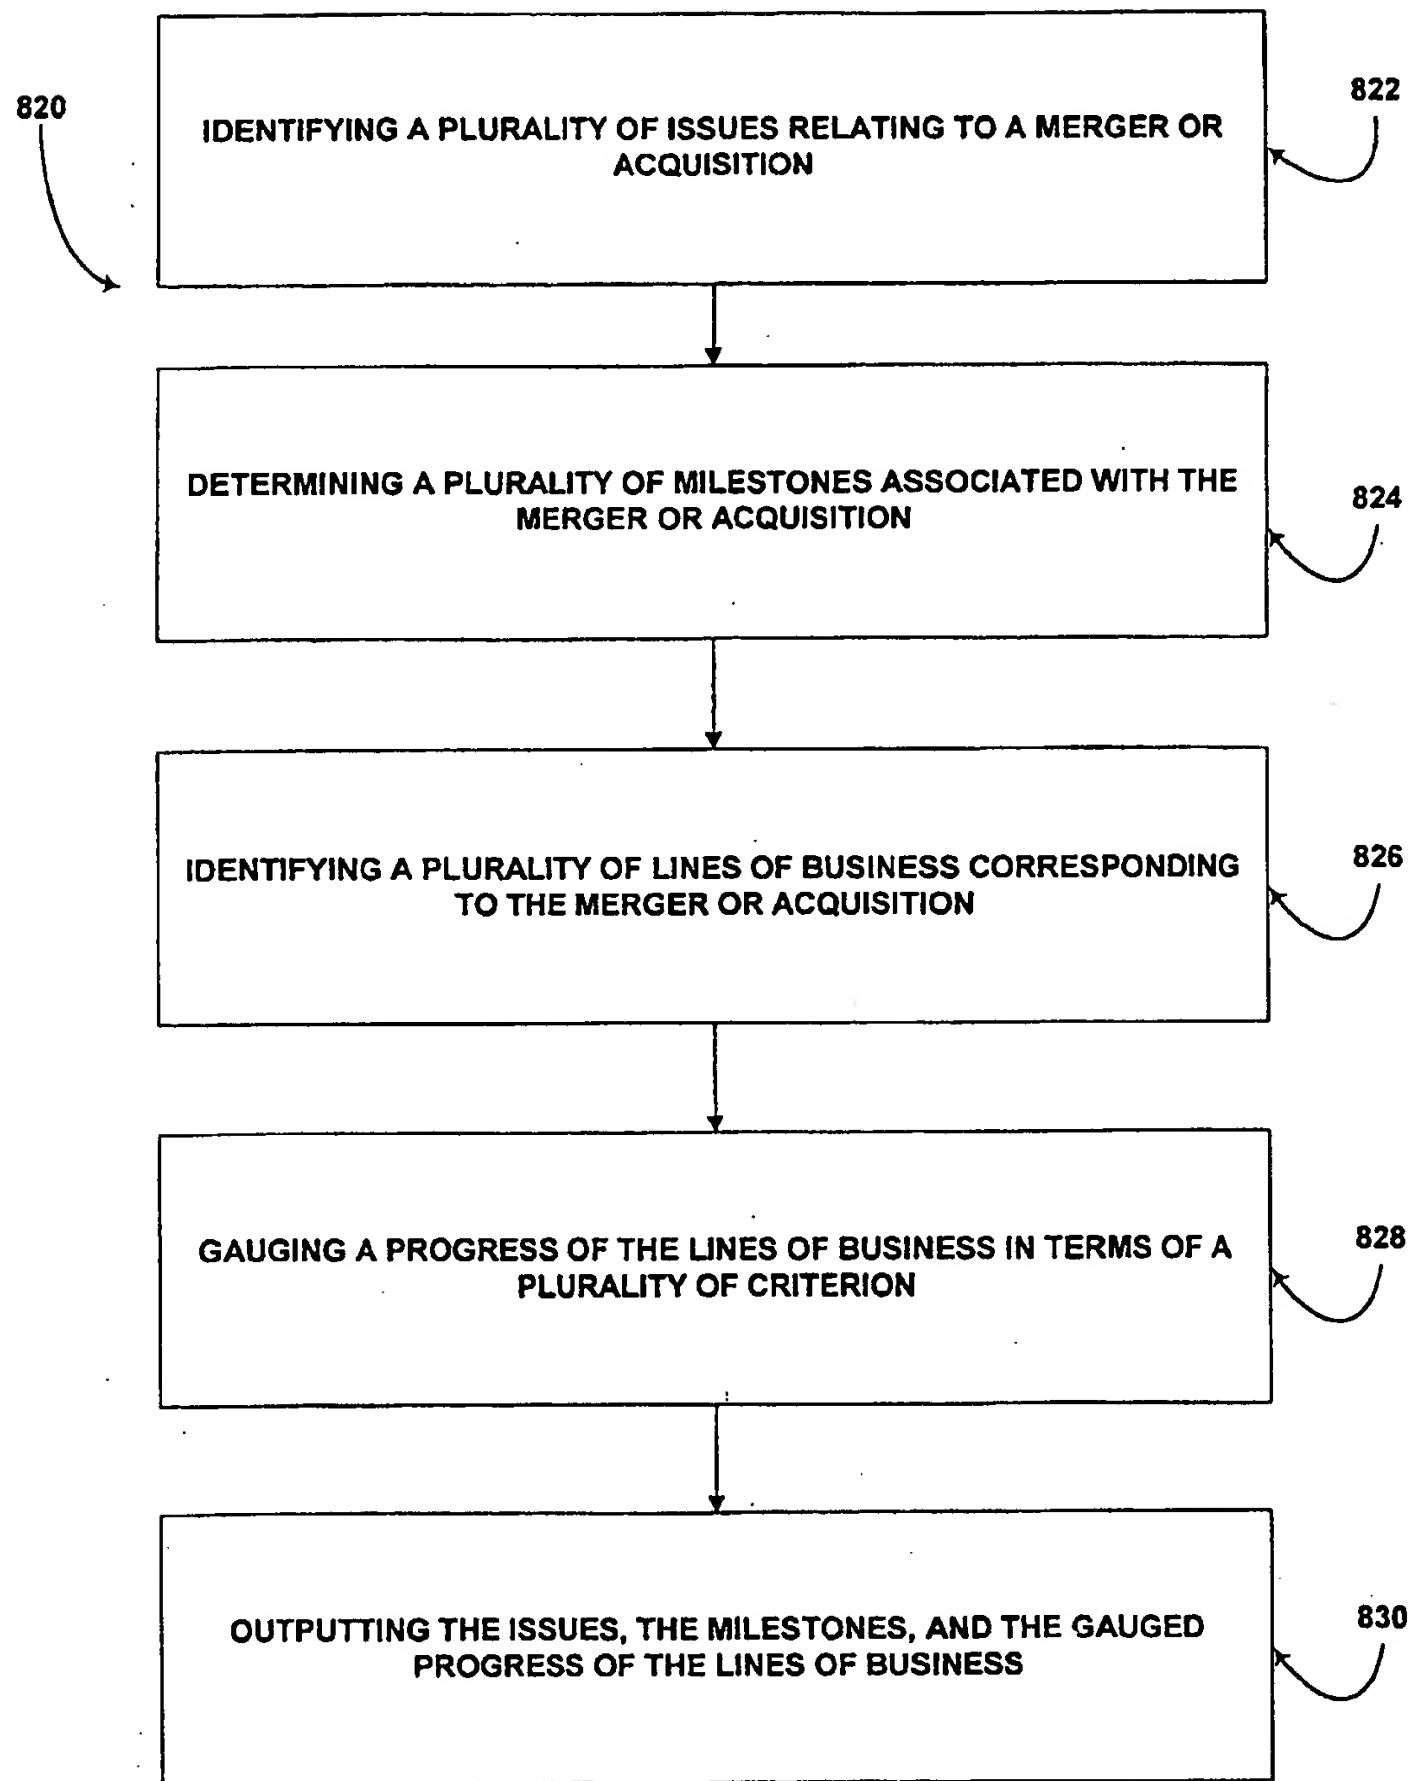 820
822
IDENTIFYING A PLURALITY OF ISSUES RELATING TO A MERGER OR
ACQUISITION
824
DETERMINING A PLURALITY OF MILESTONES ASSOCIATED WITH THE
MERGER OR ACQUISITION
826
IDENTIFYING A PLURALITY OF LINES OF BUSINESS CORRESPONDING
TO THE MERGER OR ACQUISITION
828
GAUGING A PROGRESS OF THE LINES OF BUSINESS IN TERMS OF A
PLURALITY OF CRITERION
830
OUTPUTTING THE ISSUES, THE MILESTONES, AND THE GAUGED
PROGRESS OF THE LINES OF BUSINESS